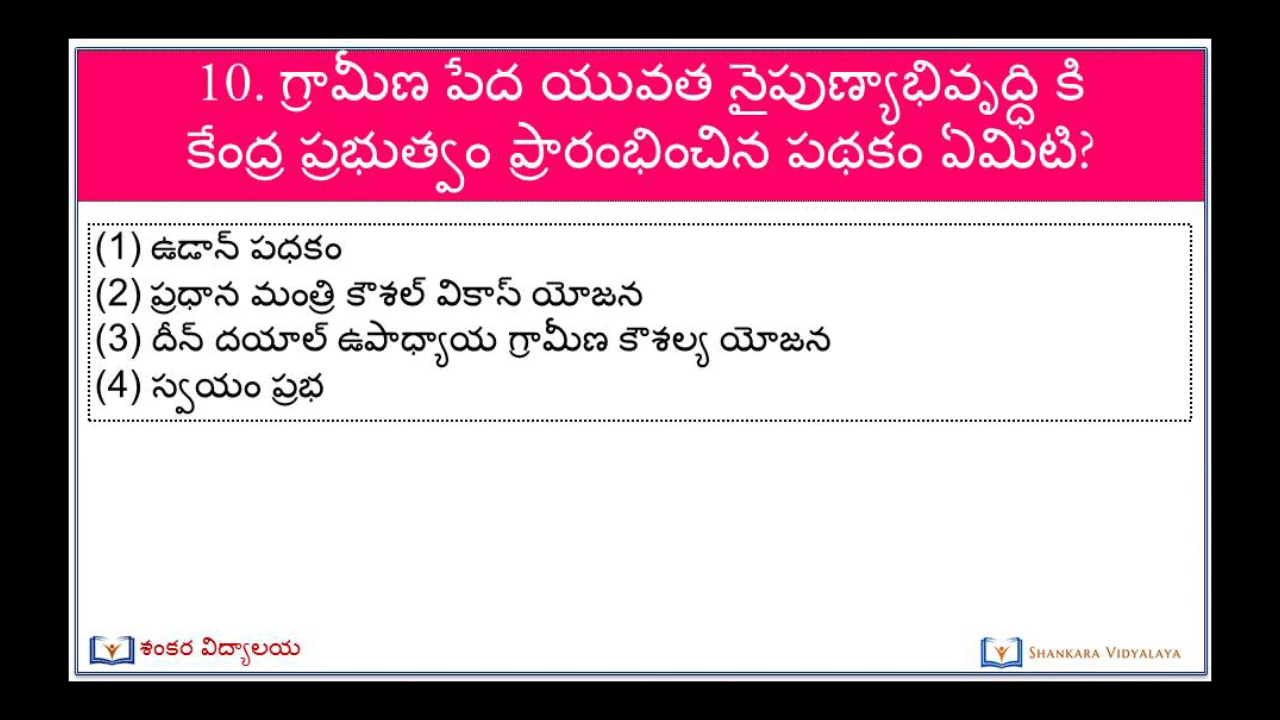 10. గ్రామీణ పేద యువత నైపుణ్యాభివృద్ధి కి
కేంద్ర ప్రభుత్వం ప్రారంభించిన పథకం ఏమిటి?
(1) ఉడాన్ పధకం
(2) ప్రధాన మంత్రి కౌశల్ వికాస్ యోజన
(3) దీన్ దయాల్ ఉపాధ్యాయ గ్రామీణ కౌశల్య యోజన
(4) స్వయం ప్రభ
శంకర విద్యాలయ
SHANKARA VIDYALAYA